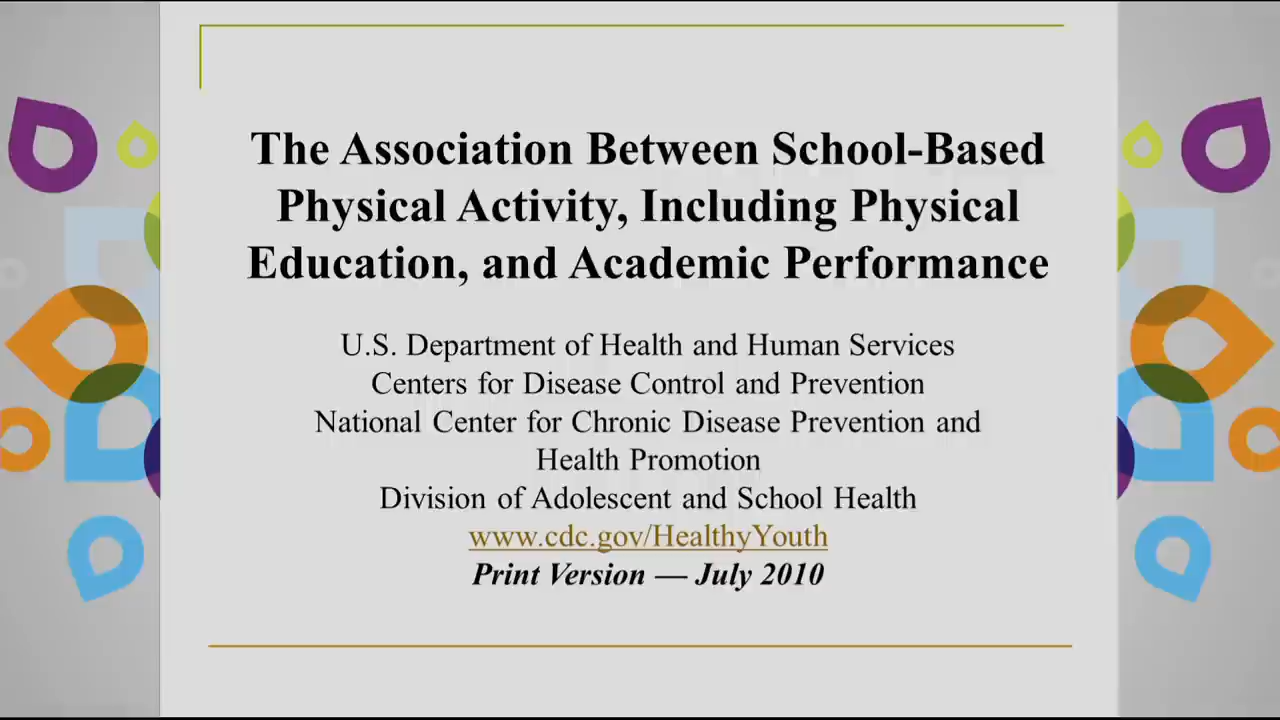 The Association Between School-Based
Physical Activity, Including Physical
Education, and Academic Performance
U.S. Department of Health and Human Services
Centers for Disease Control and Prevention
National Center for Chronic Disease Prevention and
Health Promotion
Division of Adolescent and School Health
www.cdc.gov/HealthyYouth
Print Version — July 2010